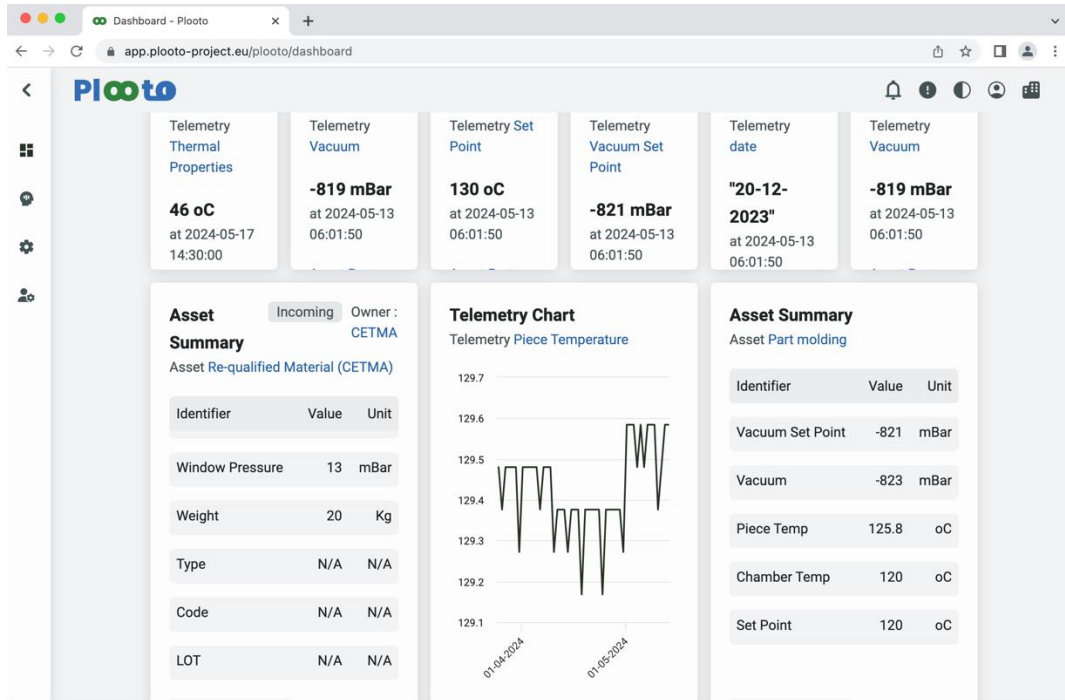 Dashboard - Plooto
app.plooto-project.eu/plooto/dashboard
Plooto
Telemetry
Thermal
Properties
46 oC
at 2024-05-17
14:30:00
Telemetry
Vacuum
-819 mBar
at 2024-05-13
06:01:50
Telemetry Set
Point
130 oC
at 2024-05-13
06:01:50
Telemetry
Vacuum Set
Point
-821 mBar
at 2024-05-13
06:01:50
Telemetry
date
"20-12-
2023"
at 2024-05-13
06:01:50
Telemetry
Vacuum
-819 mBar
at 2024-05-13
06:01:50
Asset
Summary
Incoming
Owner :
CETMA
Asset Re-qualified Material (CETMA)
Identifier Value Unit
Window Pressure 13 mBar
Weight 20 Kg
Type N/A N/A
Code N/A N/A
LOT N/A N/A
Telemetry Chart
Telemetry Piece Temperature
129.7
129.6
129.5
129.4
129.3
129.2
129.1
01-04-2024
01-05-2024
Asset Summary
Asset Part molding
Identifier Value Unit
Vacuum Set Point -821 mBar
Vacuum -823 mBar
Piece Temp 125.8 oC
Chamber Temp 120 oC
Set Point 120 oC